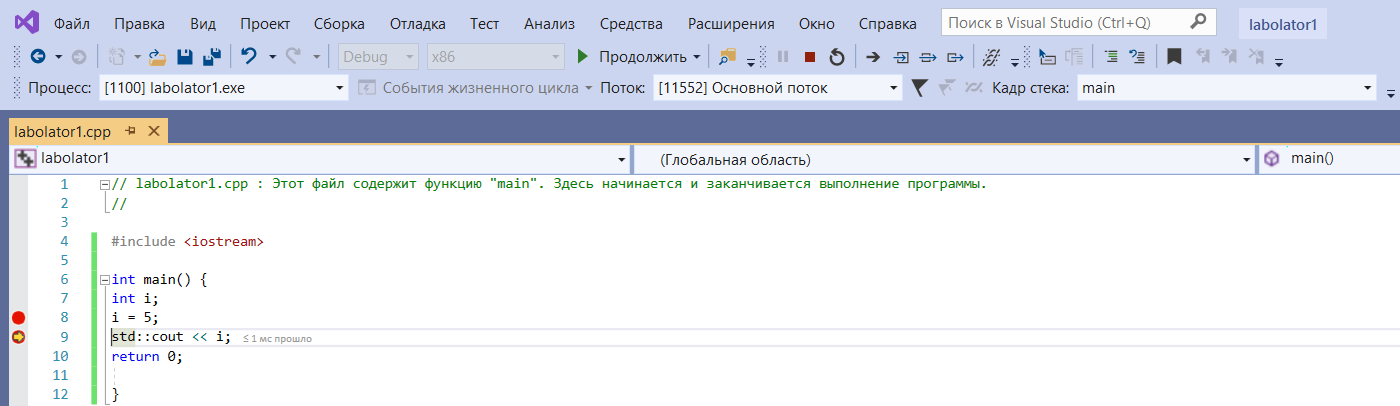 Файл Правка Вид Проект Сборка Отладка Тест Анализ Средства Расширения Окно Справка Поиск в Visual Studio (Ctrl+Q) labolator1
Debug x86 Продолжить
Процесс: [1100] labolator1.exe События жизненного цикла Поток: [11552] Основной поток Кадр стека: main
labolator1.cpp
labolator1 (Глобальная область) main()
1 // labolator1.cpp : Этот файл содержит функцию "main". Здесь начинается и заканчивается выполнение программы.
2 //
3
4 #include <iostream>
5
6 int main() {
7 int i;
8 i = 5;
9 std::cout << i; ≤ 1 мс прошло
10 return 0;
11
12 }